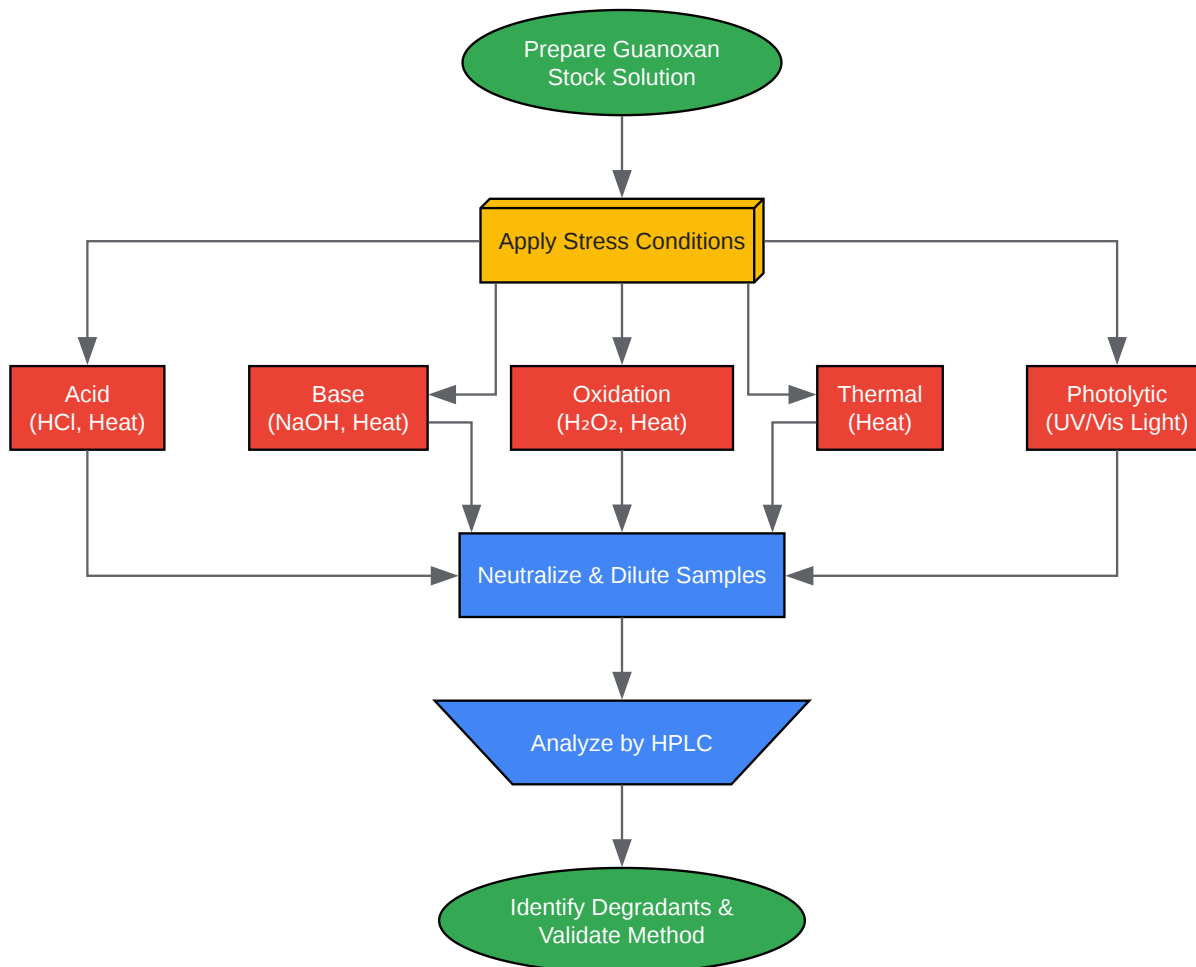 Prepare Guanoxan
Stock Solution
Apply Stress Conditions
Acid
(HCl, Heat)
Base
(NaOH, Heat)
Oxidation
(H₂O₂, Heat)
Thermal
(Heat)
Photolytic
(UV/Vis Light)
Neutralize & Dilute Samples
Analyze by HPLC
Identify Degradants &
Validate Method